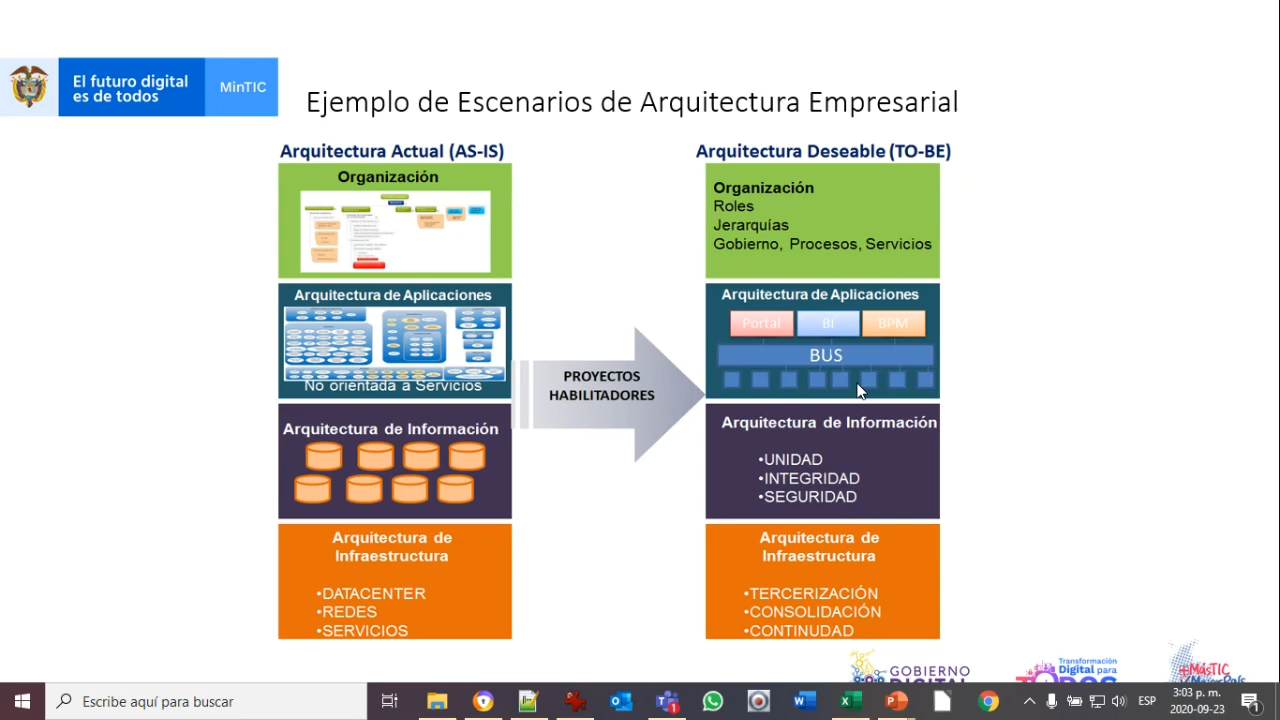 El futuro digital
es de todos
MinTIC
Ejemplo de Escenarios de Arquitectura Empresarial
Arquitectura Actual (AS-IS)
Organización
Arquitectura de Aplicaciones
No orientada a Servicios
Arquitectura de Información
Arquitectura de
Infraestructura
•DATACENTER
•REDES
•SERVICIOS
PROYECTOS
HABILITADORES
Arquitectura Deseable (TO-BE)
Organización
Roles
Jerarquías
Gobierno, Procesos, Servicios
Arquitectura de Aplicaciones
Portal
BI
BPM
BUS
Arquitectura de Información
•UNIDAD
•INTEGRIDAD
•SEGURIDAD
Arquitectura de
Infraestructura
•TERCERIZACIÓN
•CONSOLIDACIÓN
•CONTINUDAD
GOBIERNO
DIGITAL
Transformación
Digital para
TODOS
+MásTIC
Escribe aquí para buscar
ESP
3:03 p. m.
2020-09-23